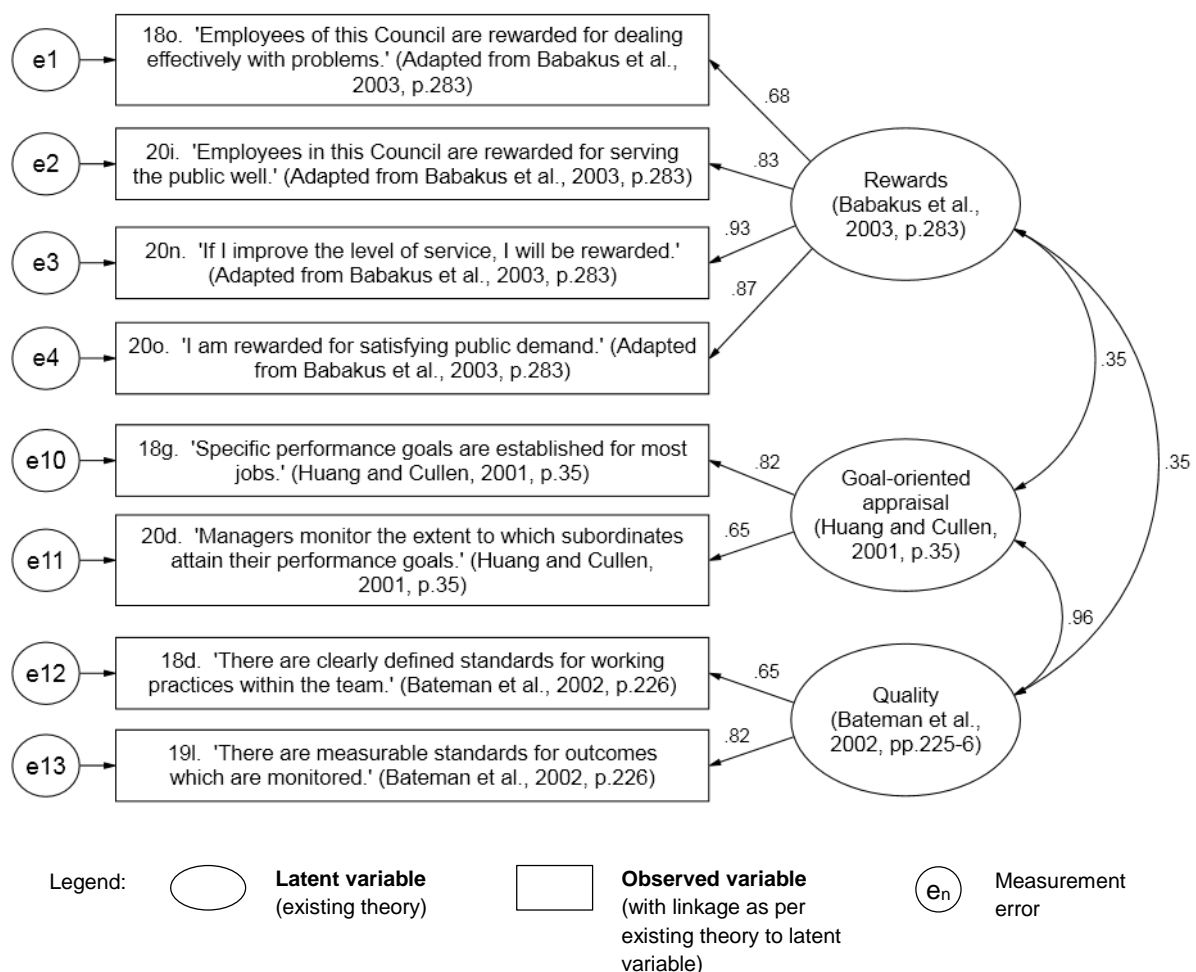 e1
18o. 'Employees of this Council are rewarded for dealing
effectively with problems.' (Adapted from Babakus et al.,
2003, p.283)
.68
e2
20i. 'Employees in this Council are rewarded for serving
the public well.' (Adapted from Babakus et al., 2003, p.283)
.83
Rewards
(Babakus et al.,
2003, p.283)
e3
20n. 'If I improve the level of service, I will be rewarded.'
(Adapted from Babakus et al., 2003, p.283)
.93
e4
20o. 'I am rewarded for satisfying public demand.' (Adapted
from Babakus et al., 2003, p.283)
.87
.35
e10
18g. 'Specific performance goals are established for most
jobs.' (Huang and Cullen, 2001, p.35)
.82
Goal-oriented
appraisal
(Huang and Cullen,
2001, p.35)
.35
e11
20d. 'Managers monitor the extent to which subordinates
attain their performance goals.' (Huang and Cullen,
2001, p.35)
.65
.96
e12
18d. 'There are clearly defined standards for working
practices within the team.' (Bateman et al., 2002, p.226)
.65
Quality
(Bateman et al.,
2002, pp.225-6)
e13
19l. 'There are measurable standards for outcomes
which are monitored.' (Bateman et al., 2002, p.226)
.82
Legend:
Latent variable
(existing theory)
Observed variable
(with linkage as per
existing theory to latent
variable)
en
Measurement
error